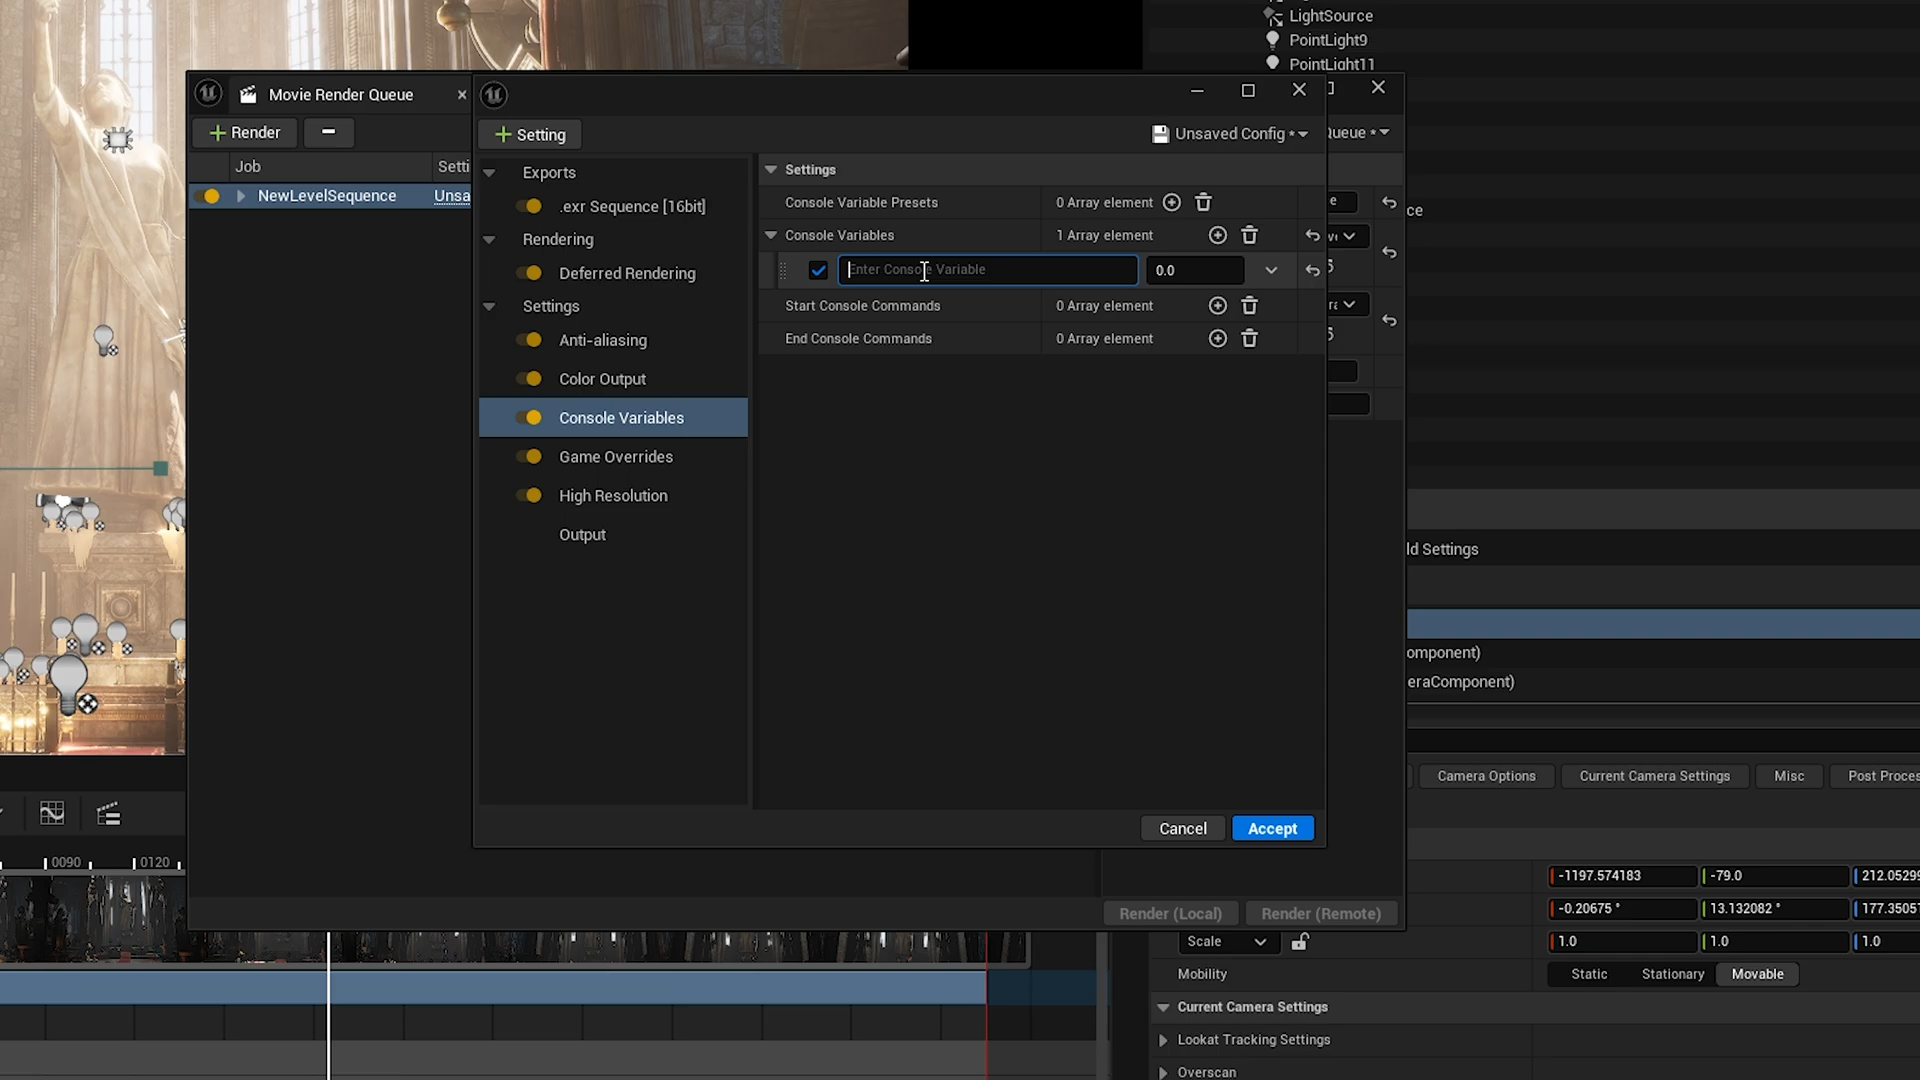 LightSource
PointLight9
PointLight11
Movie Render Queue
Render
Job
Setti
NewLevelSequence
Unsa
Setting
Unsaved Config *
Queue *
Exports
.exr Sequence [16bit]
Rendering
Deferred Rendering
Settings
Anti-aliasing
Color Output
Console Variables
Game Overrides
High Resolution
Output
Settings
Console Variable Presets
0 Array element
Console Variables
1 Array element
Enter Console Variable
0.0
Start Console Commands
0 Array element
End Console Commands
0 Array element
Cancel
Accept
Render (Local)
Render (Remote)
ce
ld Settings
omponent)
eraComponent)
Camera Options
Current Camera Settings
Misc
Post Proces
0090
0120
-1197.574183
-79.0
212.05299
-0.20675 °
13.132082 °
177.35051
Scale
1.0
1.0
1.0
Mobility
Static
Stationary
Movable
Current Camera Settings
Lookat Tracking Settings
Overscan